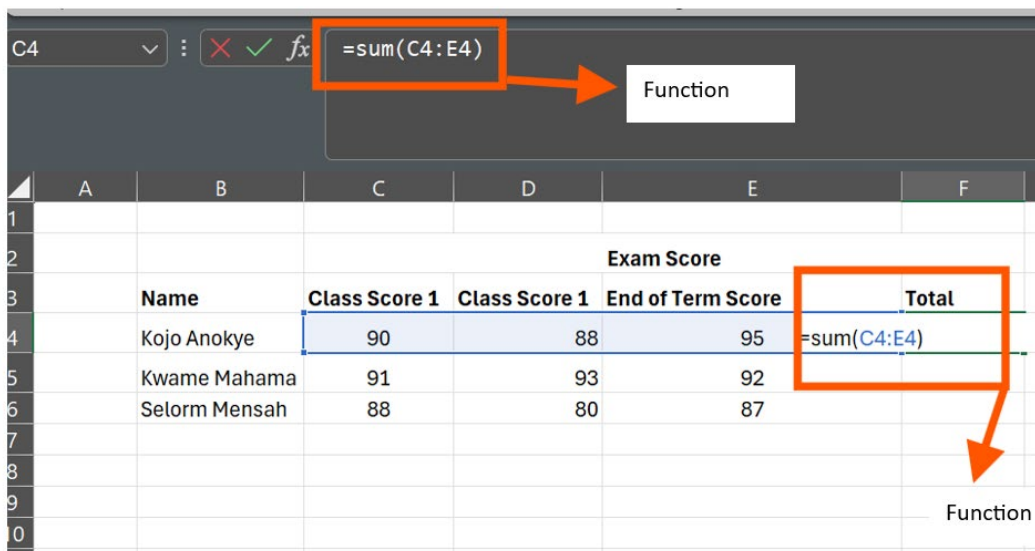 C4 fx =sum(C4:E4)
Function
A B C D E F
1
2 Exam Score
3 Name Class Score 1 Class Score 1 End of Term Score Total
4 Kojo Anokye 90 88 95 =sum(C4:E4)
5 Kwame Mahama 91 93 92
6 Selorm Mensah 88 80 87
7
8
9
10
Function